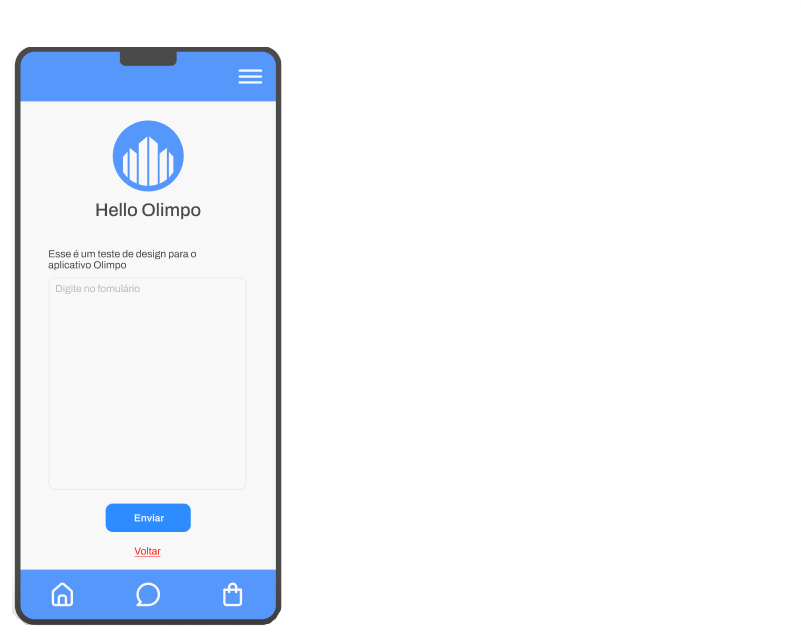 Hello Olimpo
Esse é um teste de design para o
aplicativo Olimpo
Digite no fomulário
Enviar
Voltar